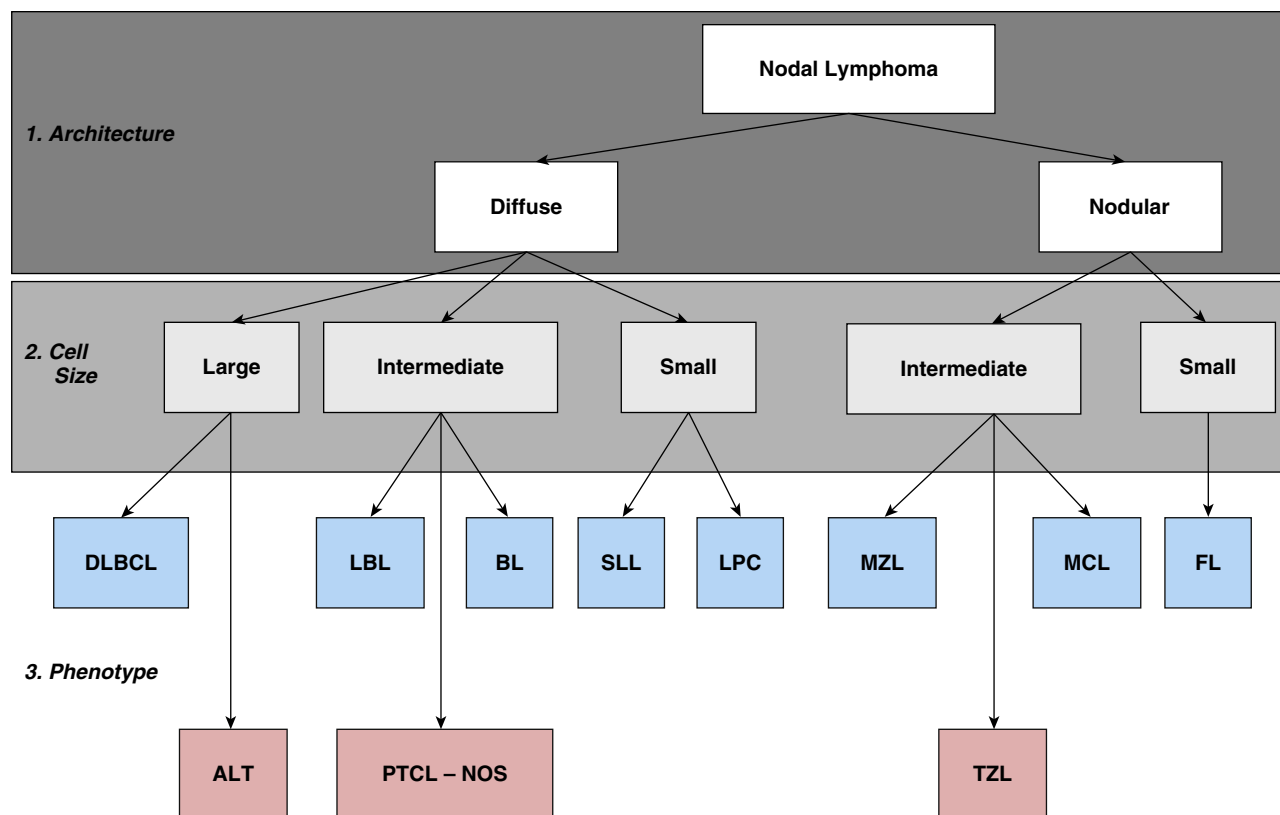 Nodal Lymphoma
1. Architecture
Diffuse
Nodular
2. Cell
Size
Large
Intermediate
Small
Intermediate
Small
DLBCL
LBL
BL
SLL
LPC
MZL
MCL
FL
3. Phenotype
ALT
PTCL – NOS
TZL